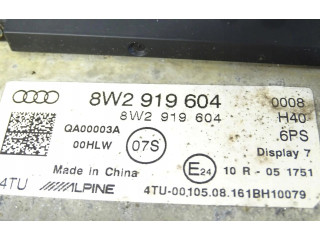 8W2 919 604 0008
8W2 919 604 H40
QA00003A 6PS
00HLW 07S Display 7
Made in China E24 10 R - 05 1751
4TU ALPINE 4TU-00,105.08.161BH10079